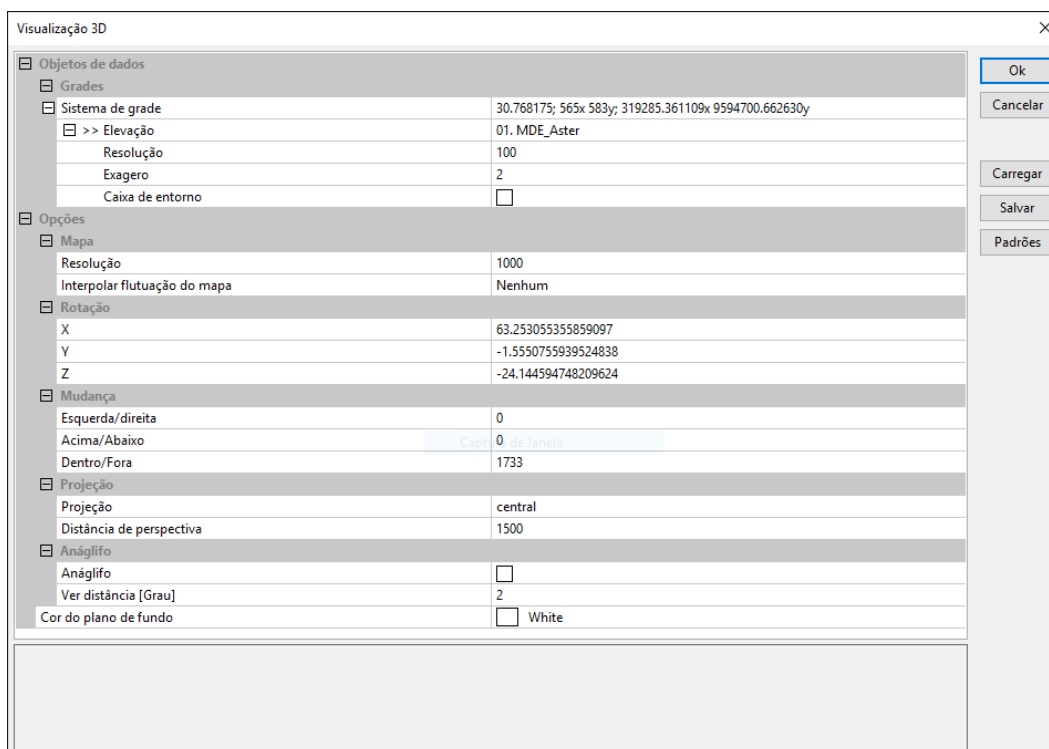 Visualização 3D
Objetos de dados
Grades
Sistema de grade 30.768175; 565x 583y; 319285.361109x 9594700.662630y
>> Elevação 01. MDE_Aster
Resolução 100
Exagero 2
Caixa de entorno
Opções
Mapa
Resolução 1000
Interpolar flutuação do mapa Nenhum
Rotação
X 63.253055355859097
Y -1.5550755939524838
Z -24.144594748209624
Mudança
Esquerda/direita 0
Acima/Abaixo 0
Captura de Janela
Dentro/Fora 1733
Projeção
Projeção central
Distância de perspectiva 1500
Anáglifo
Anáglifo
Ver distância [Grau] 2
Cor do plano de fundo White
Ok
Cancelar
Carregar
Salvar
Padrões